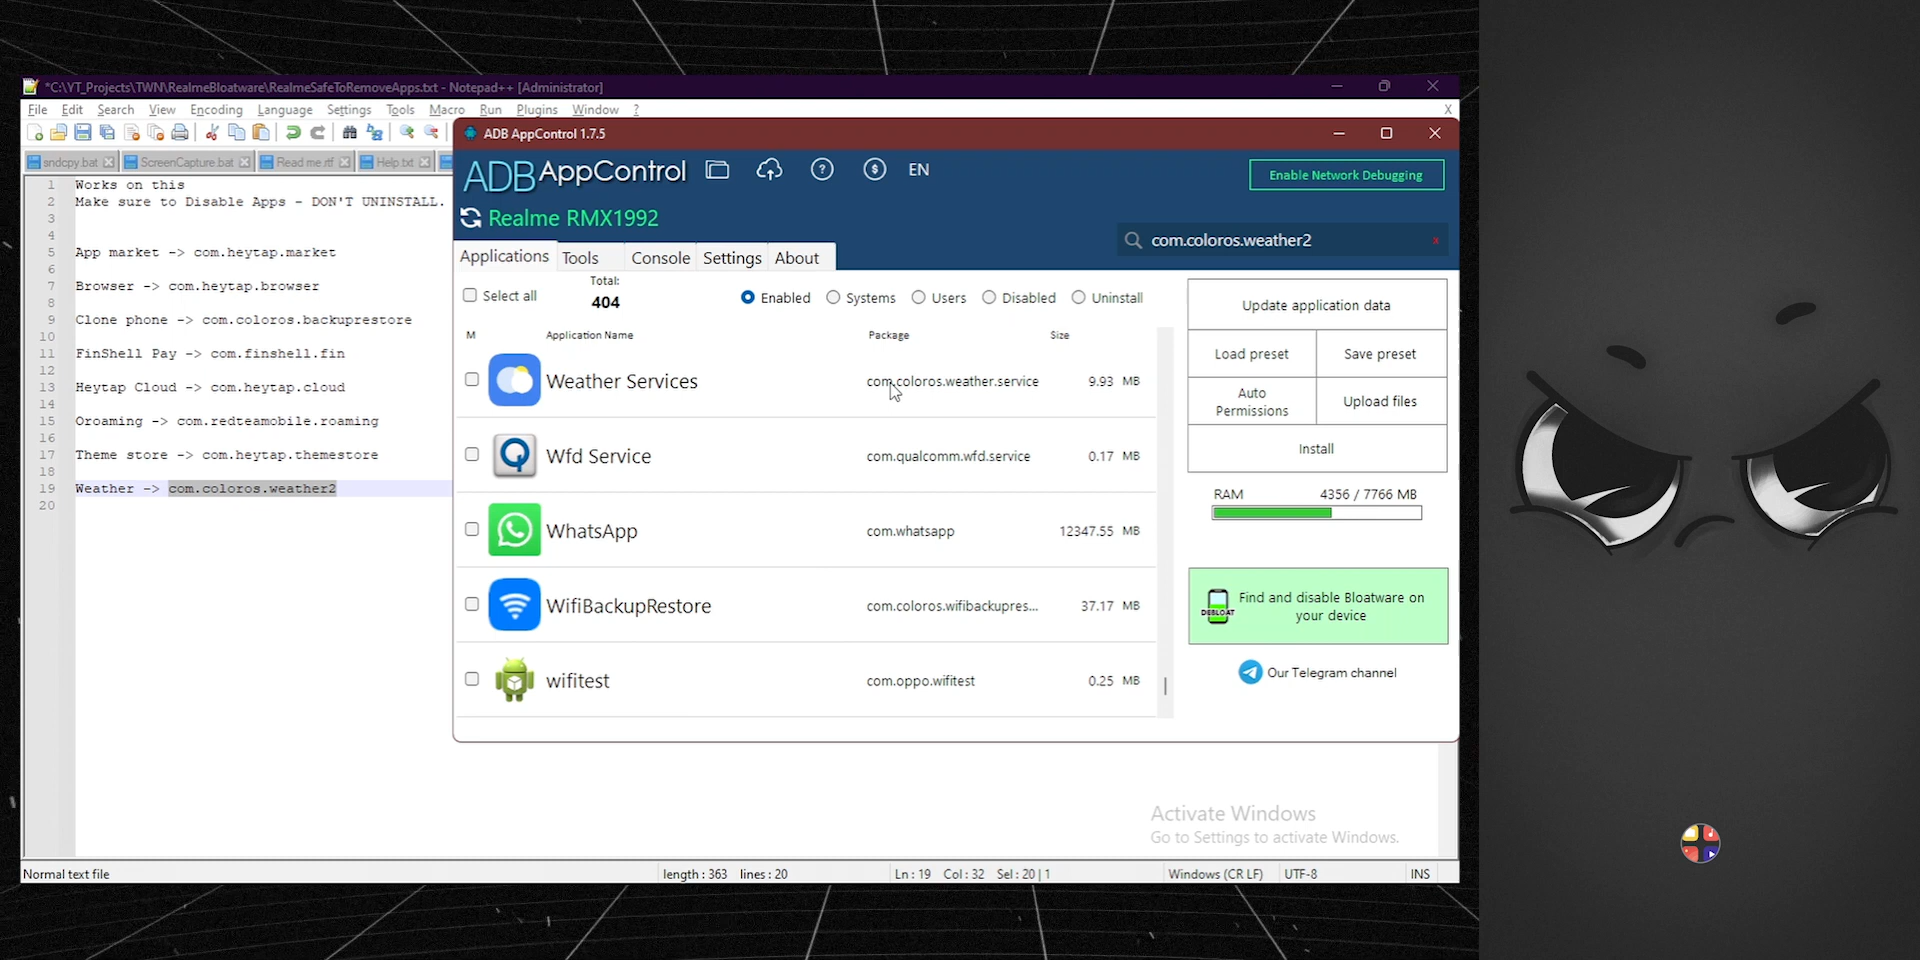 *C:\YT_Projects\TWN\RealmeBloatware\RealmeSafeToRemoveApps.txt - Notepad++ [Administrator]
File Edit Search View Encoding Language Settings Tools Macro Run Plugins Window ? X
sndcpy.bat ScreenCapture.bat Read me.rtf Help.txt
1 Works on this
2 Make sure to Disable Apps - DON'T UNINSTALL.
3
4
5 App market -> com.heytap.market
6
7 Browser -> com.heytap.browser
8
9 Clone phone -> com.coloros.backuprestore
10
11 FinShell Pay -> com.finshell.fin
12
13 Heytap Cloud -> com.heytap.cloud
14
15 Oroaming -> com.redteamobile.roaming
16
17 Theme store -> com.heytap.themestore
18
19 Weather -> com.coloros.weather2
20
ADB AppControl 1.7.5
ADB AppControl EN
Enable Network Debugging
Realme RMX1992
com.coloros.weather2 x
Applications Tools Console Settings About
Select all
Total:
404
Enabled Systems Users Disabled Uninstall
M Application Name Package Size
Weather Services com.coloros.weather.service 9.93 MB
Wfd Service com.qualcomm.wfd.service 0.17 MB
WhatsApp com.whatsapp 12347.55 MB
WifiBackupRestore com.coloros.wifibackupres... 37.17 MB
wifitest com.oppo.wifitest 0.25 MB
Update application data
Load preset Save preset
Auto
Permissions
Upload files
Install
RAM 4356 / 7766 MB
DEBLOAT
Find and disable Bloatware on
your device
Our Telegram channel
Activate Windows
Go to Settings to activate Windows.
Normal text file length : 363 lines : 20 Ln : 19 Col : 32 Sel : 20 | 1 Windows (CR LF) UTF-8 INS